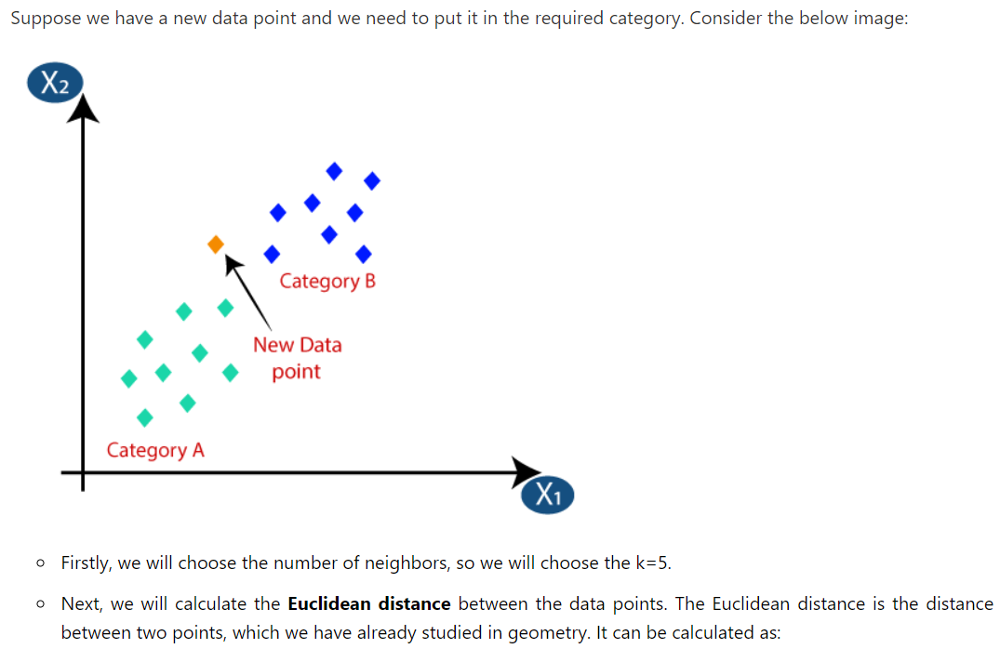 Suppose we have a new data point and we need to put it in the required category. Consider the below image:
X2
Category B
New Data
point
Category A
X1
Firstly, we will choose the number of neighbors, so we will choose the k=5.
Next, we will calculate the Euclidean distance between the data points. The Euclidean distance is the distance
between two points, which we have already studied in geometry. It can be calculated as: